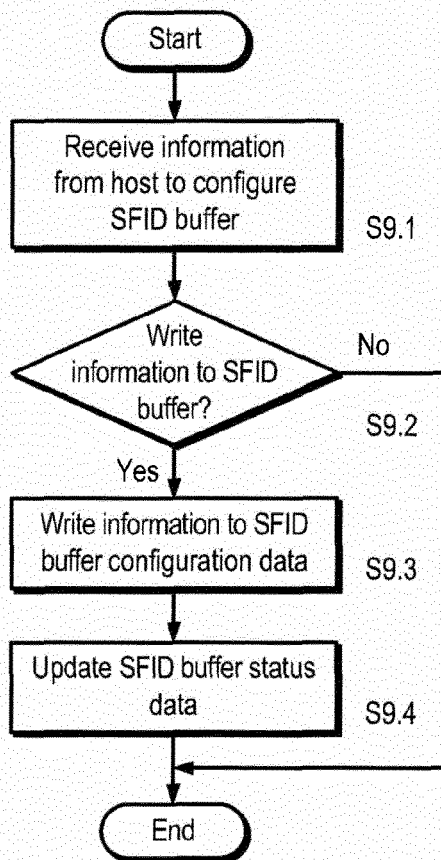 Start
Receive information
from host to configure
SFID buffer
S9.1
Write
information to SFID
buffer?
No
S9.2
Yes
Write information to SFID
buffer configuration data
S9.3
Update SFID buffer status
data
S9.4
End